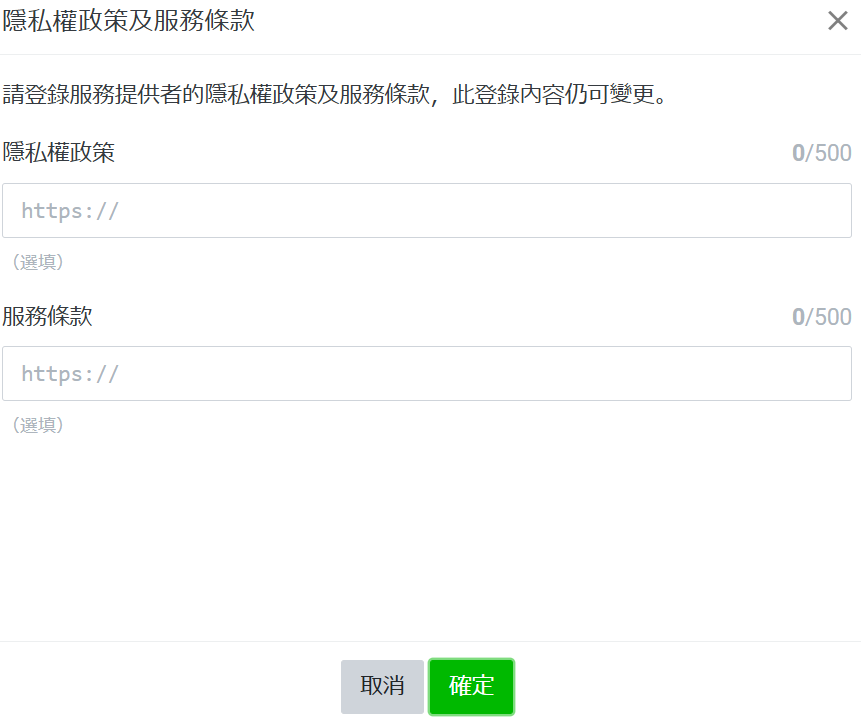 隱私權政策及服務條款
請登錄服務提供者的隱私權政策及服務條款，此登錄內容仍可變更。
隱私權政策 0/500
https://
（選填）
服務條款 0/500
https://
（選填）
取消 確定